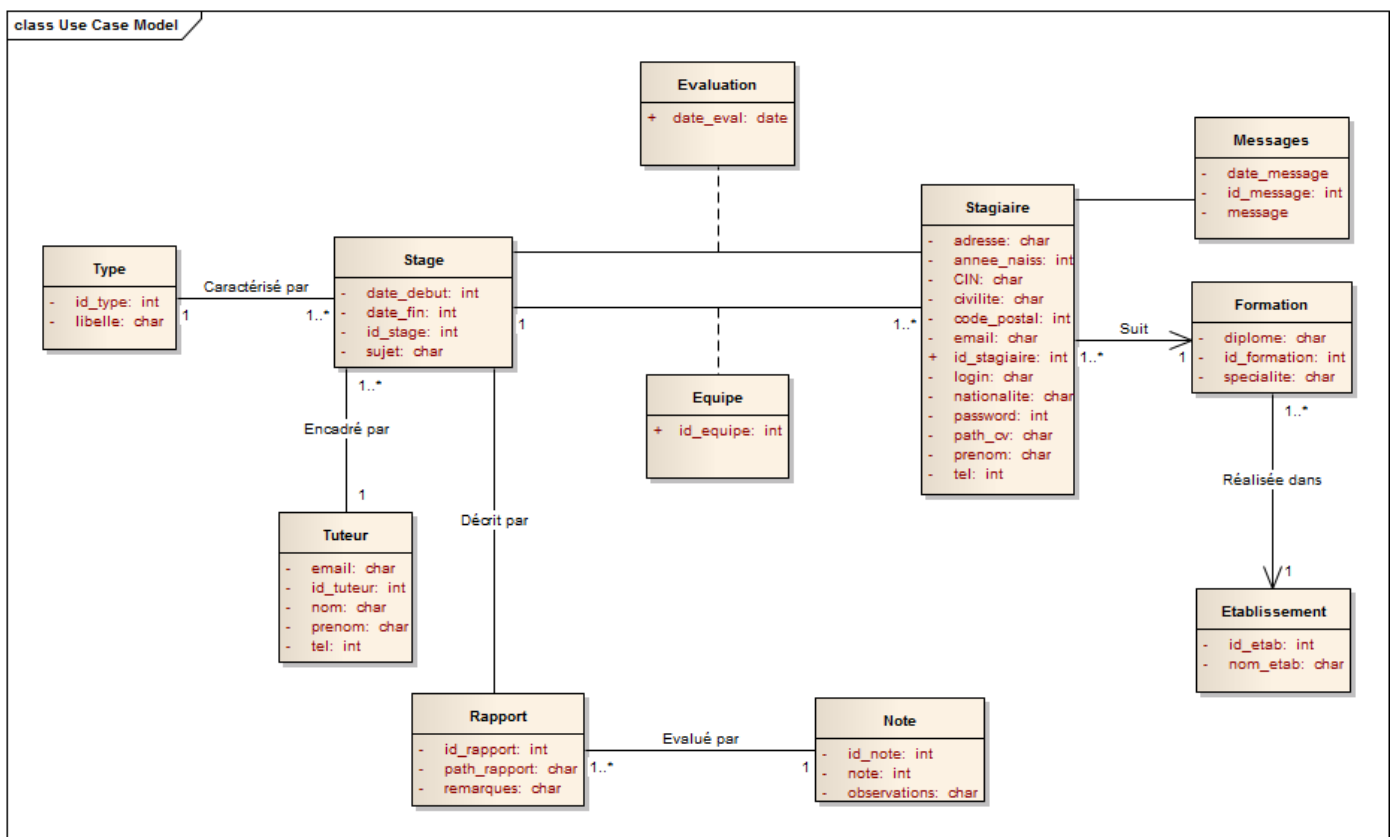 class Use Case Model
Evaluation
+ date_eval: date
Messages
- date_message
- id_message: int
- message
Stagiaire
- adresse: char
- annee_naiss: int
- CIN: char
- civilite: char
- code_postal: int
- email: char
+ id_stagiaire: int
- login: char
- nationalite: char
- password: int
- path_cv: char
- prenom: char
- tel: int
Type
- id_type: int
- libelle: char
Caractérisé par
1
1..*
Stage
- date_debut: int
- date_fin: int
- id_stage: int
- sujet: char
1
1..*
Suit
1..*
1
Formation
- diplome: char
- id_formation: int
- specialite: char
Equipe
+ id_equipe: int
1..*
Encadré par
1
1..*
Réalisée dans
1
Tuteur
- email: char
- id_tuteur: int
- nom: char
- prenom: char
- tel: int
Décrit par
Etablissement
- id_etab: int
- nom_etab: char
Rapport
- id_rapport: int
- path_rapport: char
- remarques: char
Evalué par
1..*
1
Note
- id_note: int
- note: int
- observations: char